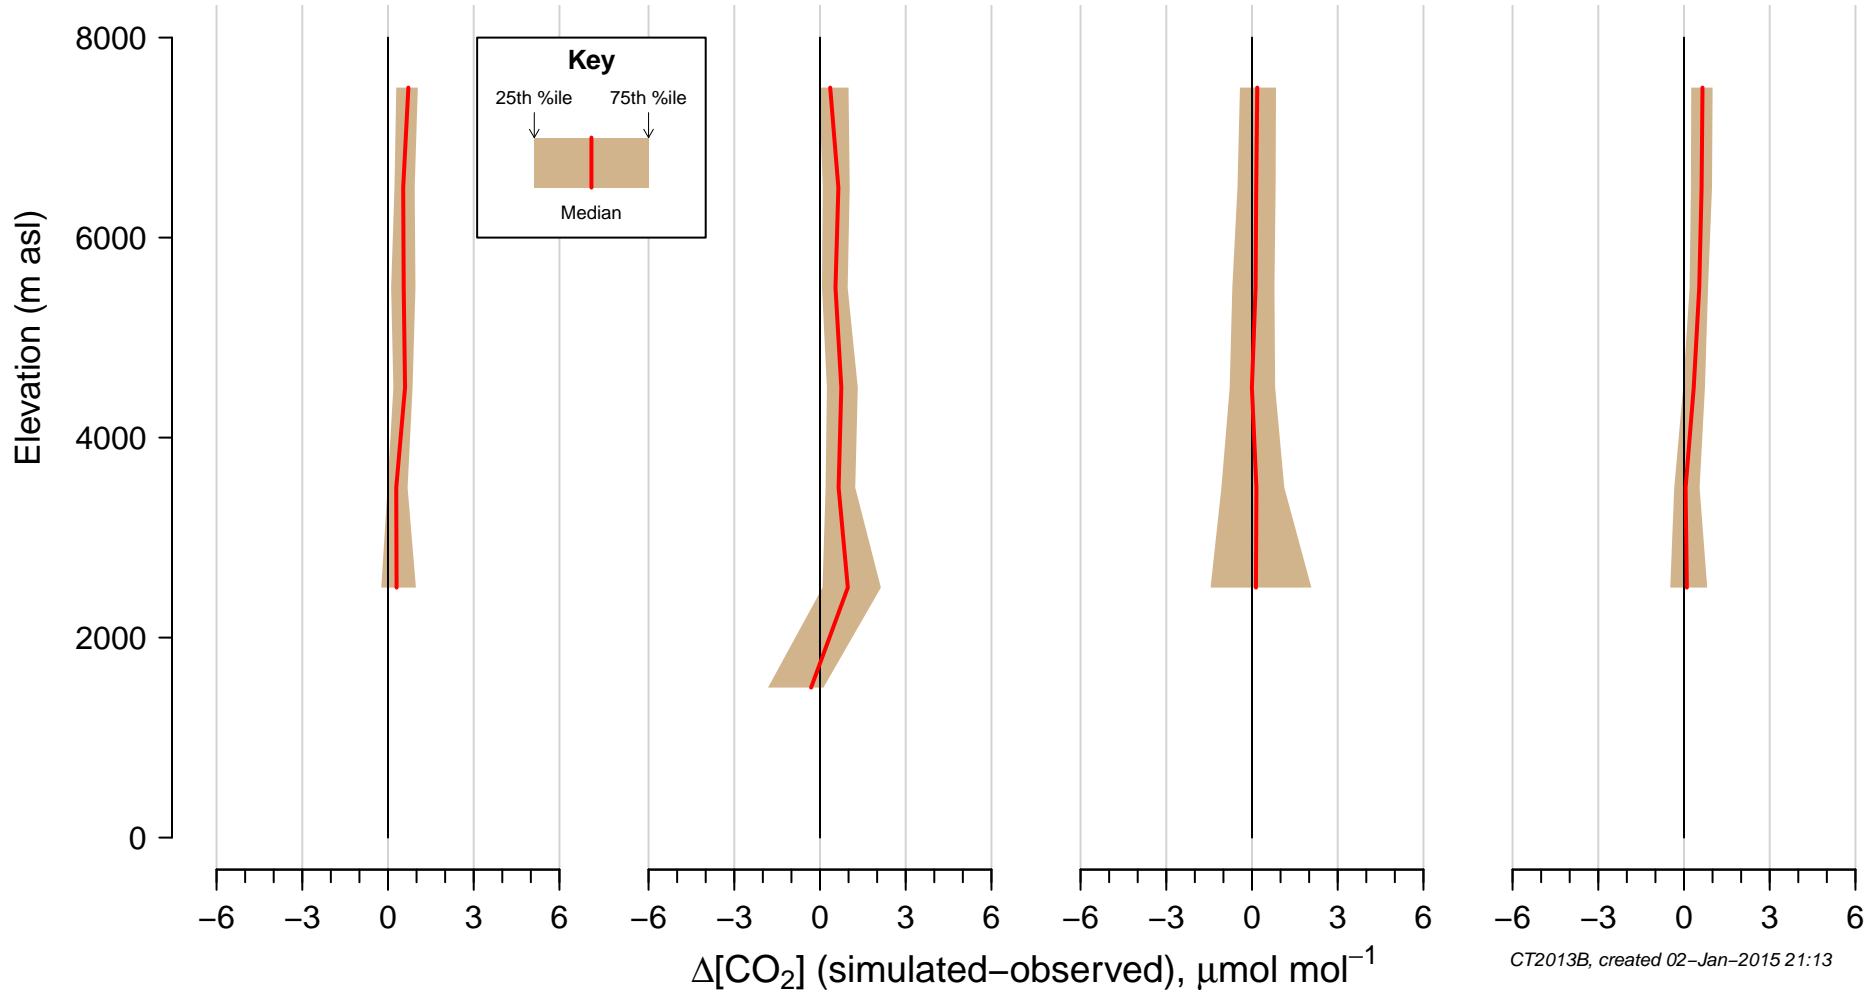 8000
6000
4000
2000
0
Elevation (m asl)
Key
25th %ile 75th %ile
Median
−6 −3 0 3 6 −6 −3 0 3 6 −6 −3 0 3 6 −6 −3 0 3 6
Δ[CO₂] (simulated−observed), μmol mol⁻¹
CT2013B, created 02−Jan−2015 21:13